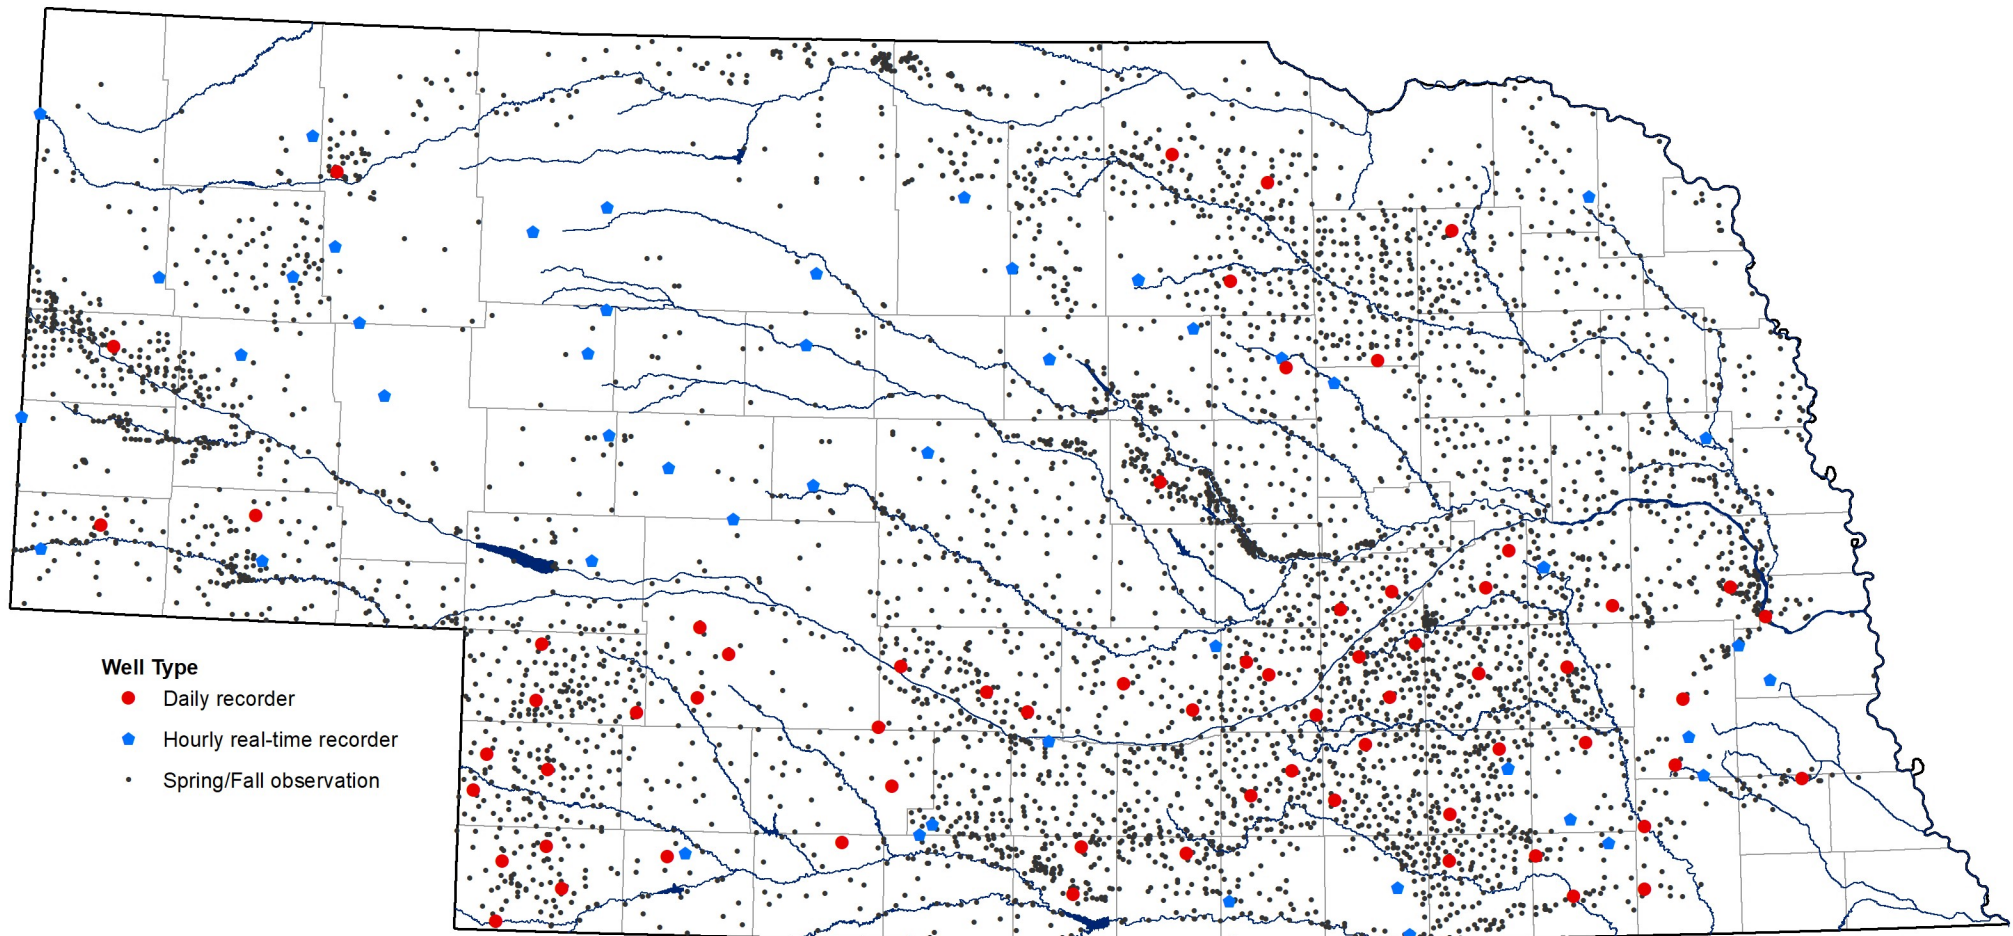 Well Type
Daily recorder
Hourly real-time recorder
Spring/Fall observation